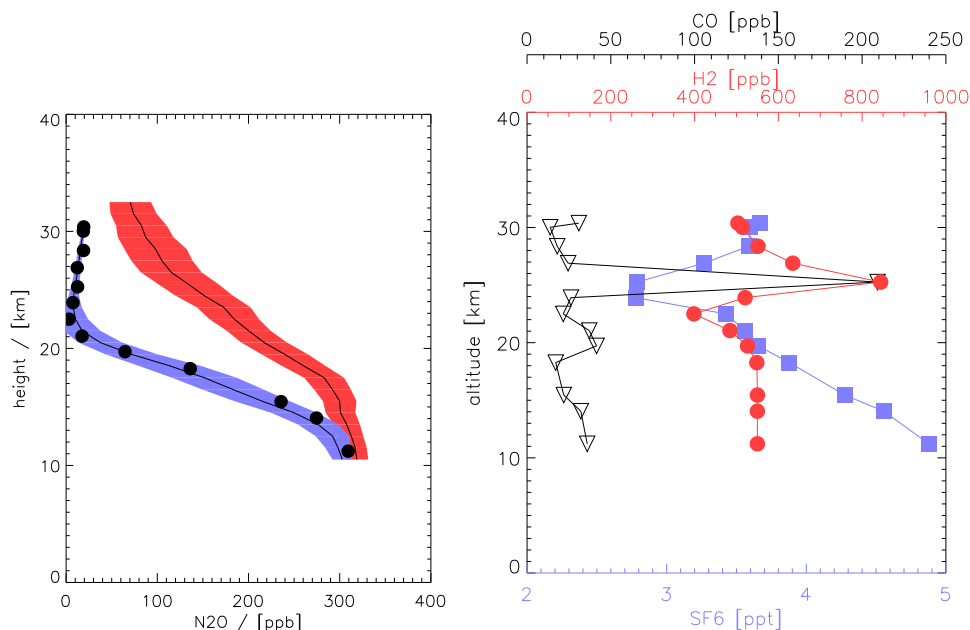 CO [ppb]
0 50 100 150 200 250
H2 [ppb]
0 200 400 600 800 1000
40
30
20
10
0
height / [km]
0 100 200 300 400
N2O / [ppb]
40
30
20
10
0
altitude [km]
2 3 4 5
SF6 [ppt]